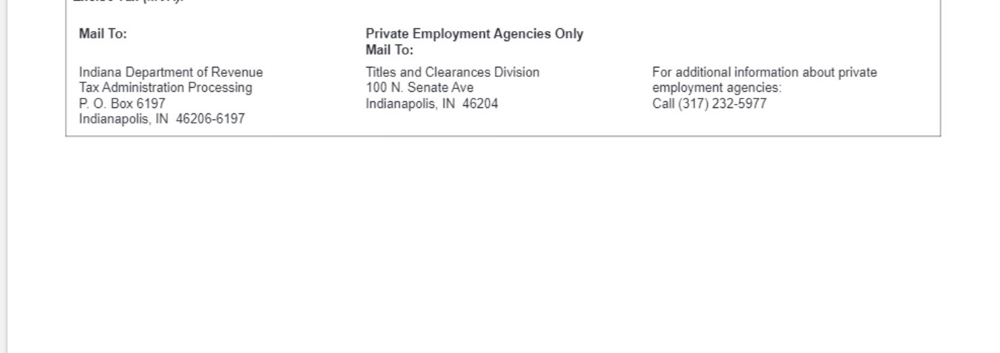 Mail To:
Private Employment Agencies Only
Mail To:
Indiana Department of Revenue
Tax Administration Processing
P. O. Box 6197
Indianapolis, IN  46206-6197
Titles and Clearances Division
100 N. Senate Ave
Indianapolis, IN  46204
For additional information about private
employment agencies:
Call (317) 232-5977